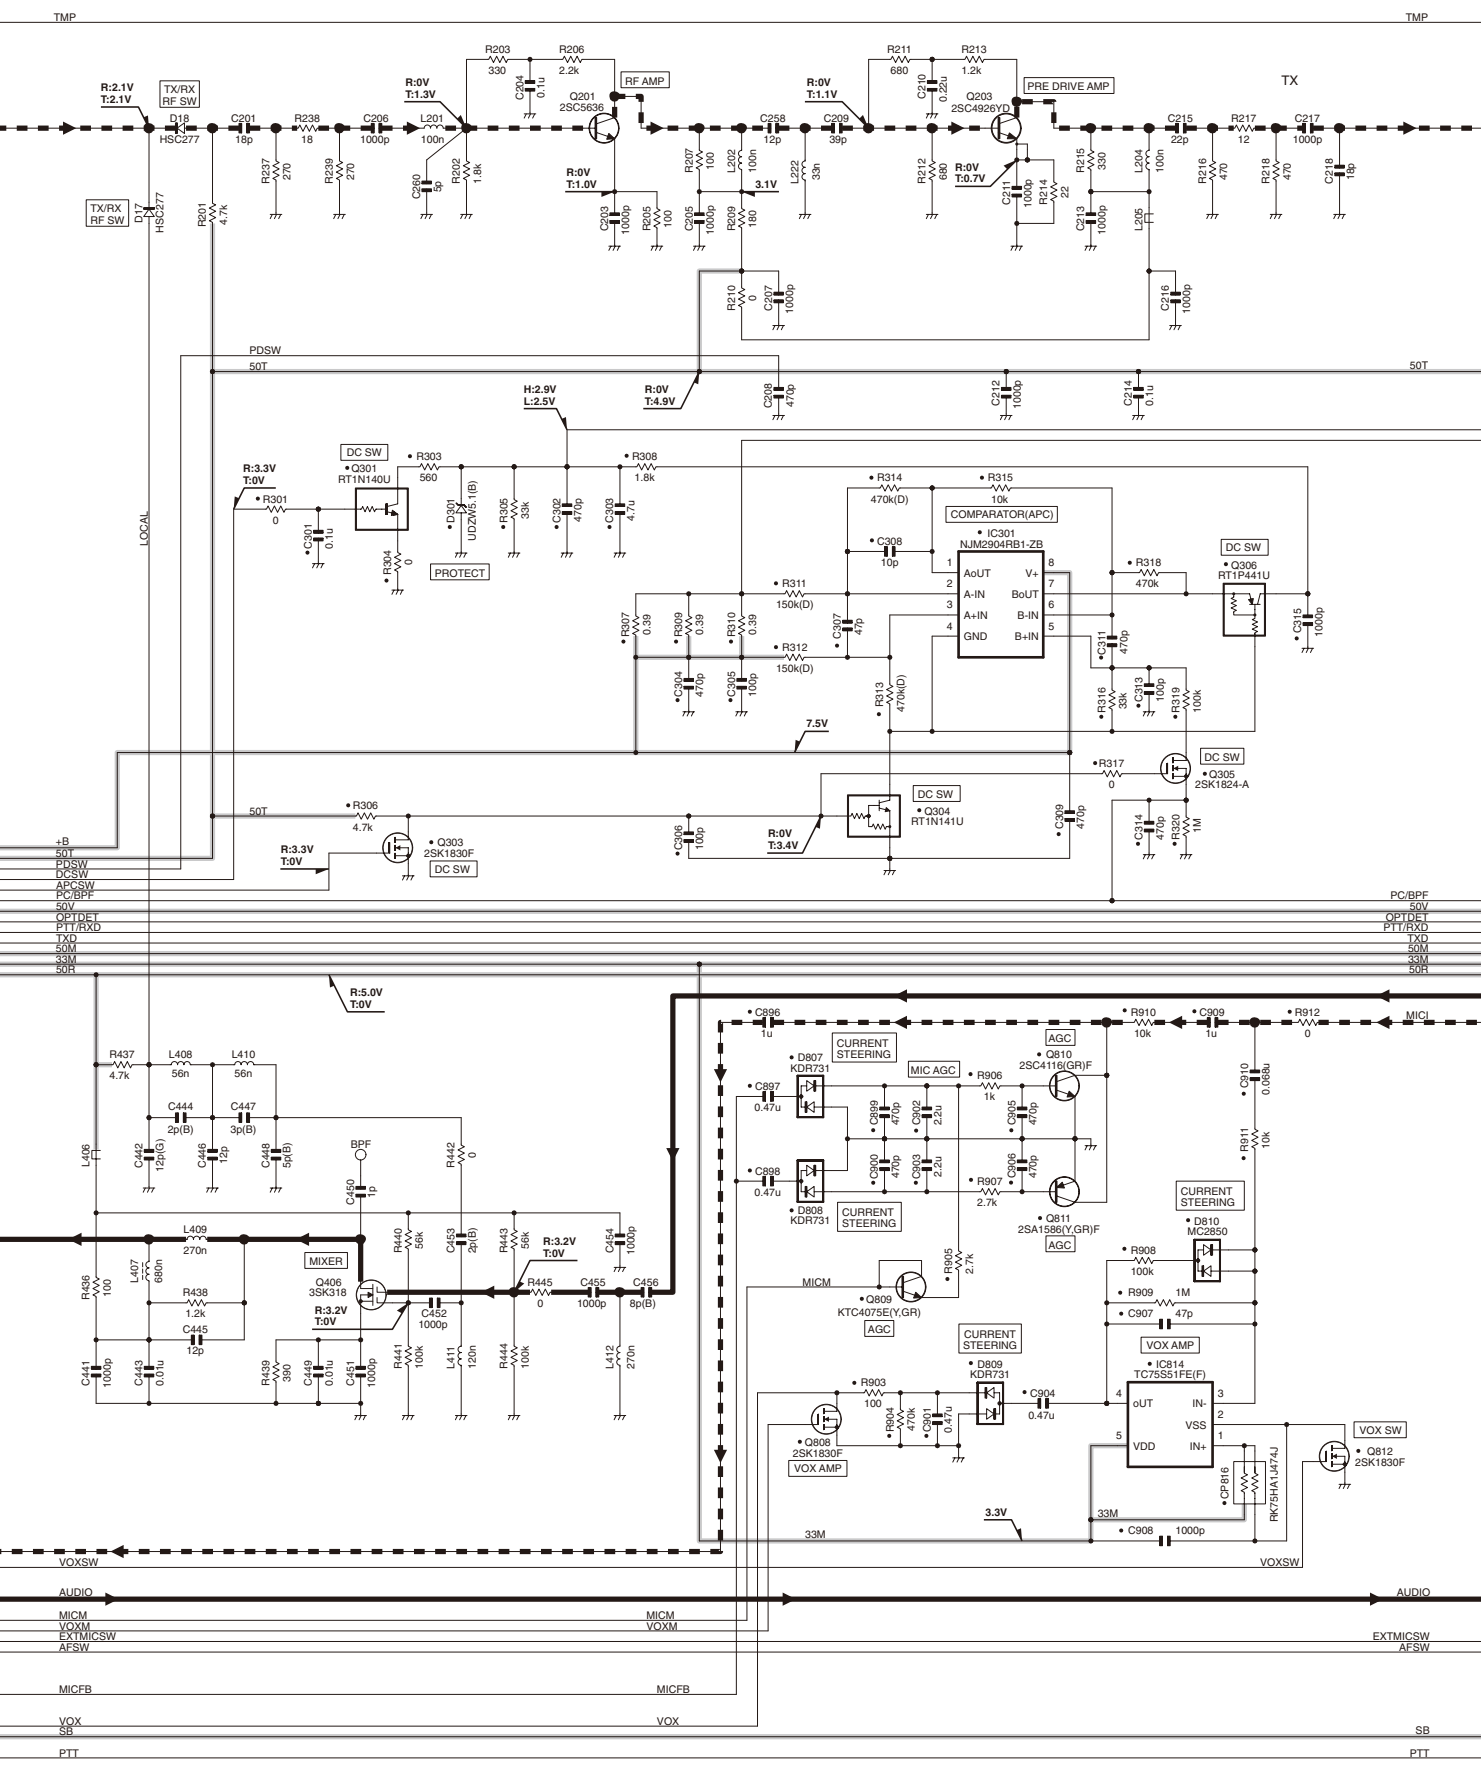 TMP
TMP
TX
R:2.1V
T:2.1V
TX/RX
RF SW
D18
HSC277
C201
18p
R238
18
C206
1000p
L201
100n
R:0V
T:1.3V
R203
330
R206
2.2k
C204
0.1u
Q201
2SC5636
RF AMP
R:0V
T:1.1V
R211
680
R213
1.2k
C210
0.22u
Q203
2SC4926YD
PRE DRIVE AMP
C258
12p
C209
39p
C215
22p
R217
12
C217
1000p
TX/RX
RF SW
D17
HSC277
R201
4.7k
R237
270
R239
270
C260
5p
R202
1.8k
R:0V
T:1.0V
C203
1000p
R205
100
R207
100
C205
1000p
L202
100n
R209
180
3.1V
L222
33n
R212
680
R:0V
T:0.7V
C211
1000p
R214
22
R215
330
C213
1000p
L204
100n
L205
R216
470
R218
470
C218
18p
R210
0
C207
1000p
C216
1000p
PDSW
50T
50T
H:2.9V
L:2.5V
R:0V
T:4.9V
C208
470p
C212
1000p
C214
0.1u
LOCAL
R:3.3V
T:0V
R301
0
C301
0.1u
DC SW
Q301
RT1N140U
R304
0
R303
560
D301
UDZW5.1(B)
PROTECT
R305
33k
C302
470p
C303
4.7u
R308
1.8k
R314
470k(D)
R315
10k
COMPARATOR(APC)
IC301
NJM2904RB1-ZB
C308
10p
1
AoUT
2
A-IN
3
A+IN
4
GND
8
V+
7
BoUT
6
B-IN
5
B+IN
R307
0.39
R309
0.39
R310
0.39
R311
150k(D)
R312
150k(D)
C307
47p
C304
470p
C305
100p
R313
470k(D)
R318
470k
DC SW
Q306
RT1P441U
C315
1000p
C311
470p
R316
33k
C313
100p
R319
100k
7.5V
R317
0
DC SW
Q305
2SK1824-A
50T
R306
4.7k
Q303
2SK1830F
DC SW
R:3.3V
T:0V
C306
100p
R:0V
T:3.4V
DC SW
Q304
RT1N141U
C309
470p
C314
470p
R320
1M
+B
50T
PDSW
DCSW
APCSW
PC/BPF
50V
OPTDET
PTT/RXD
TXD
50M
33M
50R
PC/BPF
50V
OPTDET
PTT/RXD
TXD
50M
33M
50R
R:5.0V
T:0V
R437
4.7k
L408
56n
L410
56n
C444
2p(B)
C447
3p(B)
L406
C442
12p(G)
C446
12p
C448
5p(B)
BPF
C450
1p
R442
0
L409
270n
L407
680n
R436
100
R438
1.2k
C445
12p
C441
1000p
C443
0.01u
MIXER
Q406
3SK318
R:3.2V
T:0V
R440
56k
C453
2p(B)
R443
56k
R:3.2V
T:0V
C454
1000p
R445
0
C455
1000p
C456
8p(B)
C452
1000p
R439
390
C449
0.01u
C451
1000p
R441
100k
L411
120n
R444
100k
L412
270n
C896
1u
R910
10k
C909
1u
R912
0
MICI
CURRENT
STEERING
D807
KDR731
MIC AGC
AGC
Q810
2SC4116(GR)F
C897
0.47u
R906
1k
C899
470p
C902
2.2u
C905
470p
C910
0.068u
R911
10k
C898
0.47u
C900
470p
C903
2.2u
C906
470p
D808
KDR731
CURRENT
STEERING
R907
2.7k
Q811
2SA1586(Y,GR)F
AGC
R905
2.7k
MICM
Q809
KTC4075E(Y,GR)
AGC
CURRENT
STEERING
D810
MC2850
R908
100k
R909
1M
C907
47p
VOX AMP
IC814
TC75S51FE(F)
CURRENT
STEERING
D809
KDR731
R903
100
R904
470k
C901
0.47u
C904
0.47u
Q808
2SK1830F
VOX AMP
4
oUT
5
VDD
3
IN-
2
VSS
1
IN+
VOX SW
Q812
2SK1830F
CP816
RK75HA1J474J
3.3V
33M
33M
C908
1000p
VOXSW
VOXSW
AUDIO
AUDIO
MICM
VOXM
EXTMICSW
AFSW
MICM
VOXM
EXTMICSW
AFSW
MICFB
MICFB
VOX
SB
PTT
VOX
SB
PTT